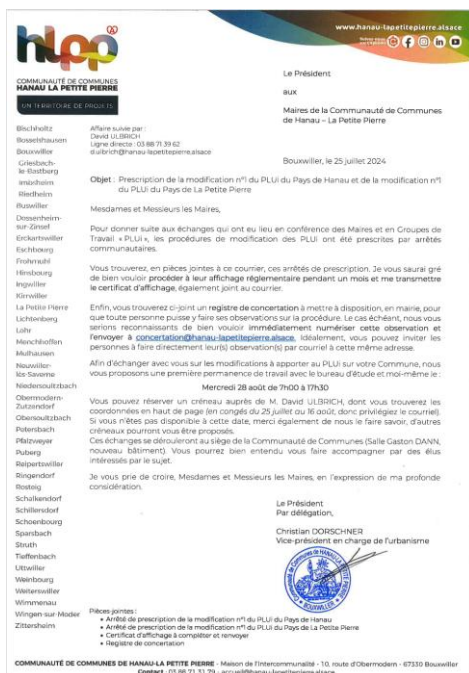 www.hanau-lapetitepierre.alsace
hlpp
COMMUNAUTÉ DE COMMUNES
HANAU LA PETITE PIERRE
UN TERRITOIRE DE PROJETS
Le Président
aux
Maires de la Communauté de Communes
de Hanau – La Petite Pierre
Bischholtz
Bosselshausen
Bouxwiller
Griesbach-
le-Bastberg
Imbsheim
Riedheim
Buswiller
Dossenheim-
sur-Zinsel
Erckartswiller
Eschbourg
Frohmuhl
Hinsbourg
Ingwiller
Kirrwiller
La Petite Pierre
Lichtenberg
Lohr
Menchhoffen
Mulhausen
Neuwiller-
lès-Saverne
Niedersoultzbach
Obermodern-
Zutzendorf
Obersoultzbach
Petersbach
Pfalzweyer
Puberg
Reipertswiller
Ringendorf
Rosteig
Schalkendorf
Schillersdorf
Schoenbourg
Sparsbach
Struth
Tieffenbach
Uttwiller
Weinbourg
Weiterswiller
Wimmenau
Wingen-sur-Moder
Zittersheim
Affaire suivie par :
David ULBRICH
Ligne directe : 03 88 71 39 62
d.ulbrich@hanau-lapetitepierre.alsace
Bouxwiller, le 25 juillet 2024
Objet : Prescription de la modification n°1 du PLUi du Pays de Hanau et de la modification n°1
du PLUi du Pays de La Petite Pierre
Mesdames et Messieurs les Maires,
Pour donner suite aux échanges qui ont eu lieu en conférence des Maires et en Groupes de
Travail « PLUi », les procédures de modification des PLUi ont été prescrites par arrêtés
communautaires.
Vous trouverez, en pièces jointes à ce courrier, ces arrêtés de prescription. Je vous saurai gré
de bien vouloir procéder à leur affichage réglementaire pendant un mois et me transmettre
le certificat d'affichage, également joint au courrier.
Enfin, vous trouverez ci-joint un registre de concertation à mettre à disposition, en mairie, pour
que toute personne puisse y faire ses observations sur la procédure. Le cas échéant, nous vous
serions reconnaissants de bien vouloir immédiatement numériser cette observation et
l'envoyer à concertation@hanau-lapetitepierre.alsace. Idéalement, vous pouvez inviter les
personnes à faire directement leur(s) observation(s) par courriel à cette même adresse.
Afin d'échanger avec vous sur les modifications à apporter au PLUi sur votre Commune, nous
vous proposons une première permanence de travail avec le bureau d'étude et moi-même le :
Mercredi 28 août de 7h00 à 17h30
Vous pouvez réserver un créneau auprès de M. David ULBRICH, dont vous trouverez les
coordonnées en haut de page (en congés du 25 juillet au 16 août, donc privilégiez le courriel).
Si vous n'êtes pas disponible à cette date, merci également de nous le faire savoir, d'autres
créneaux pourront vous être proposés.
Ces échanges se dérouleront au siège de la Communauté de Communes (Salle Gaston DANN,
nouveau bâtiment). Vous pourrez bien entendu vous faire accompagner par des élus
intéressés par le sujet.
Je vous prie de croire, Mesdames et Messieurs les Maires, en l'expression de ma profonde
considération.
Le Président
Par délégation,
Christian DORSCHNER
Vice-président en charge de l'urbanisme
Communauté de Communes de HANAU-LA PETITE PIERRE
BOUXWILLER
Pièces-jointes :
• Arrêté de prescription de la modification n°1 du PLUi du Pays de Hanau
• Arrêté de prescription de la modification n°1 du PLUi du Pays de La Petite Pierre
• Certificat d'affichage à compléter et renvoyer
• Registre de concertation
COMMUNAUTÉ DE COMMUNES DE HANAU-LA PETITE PIERRE - Maison de l'Intercommunalité - 10, route d'Obermodern - 67330 Bouxwiller
Contact : 03 88 71 31 79 - accueil@hanau-lapetitepierre.alsace